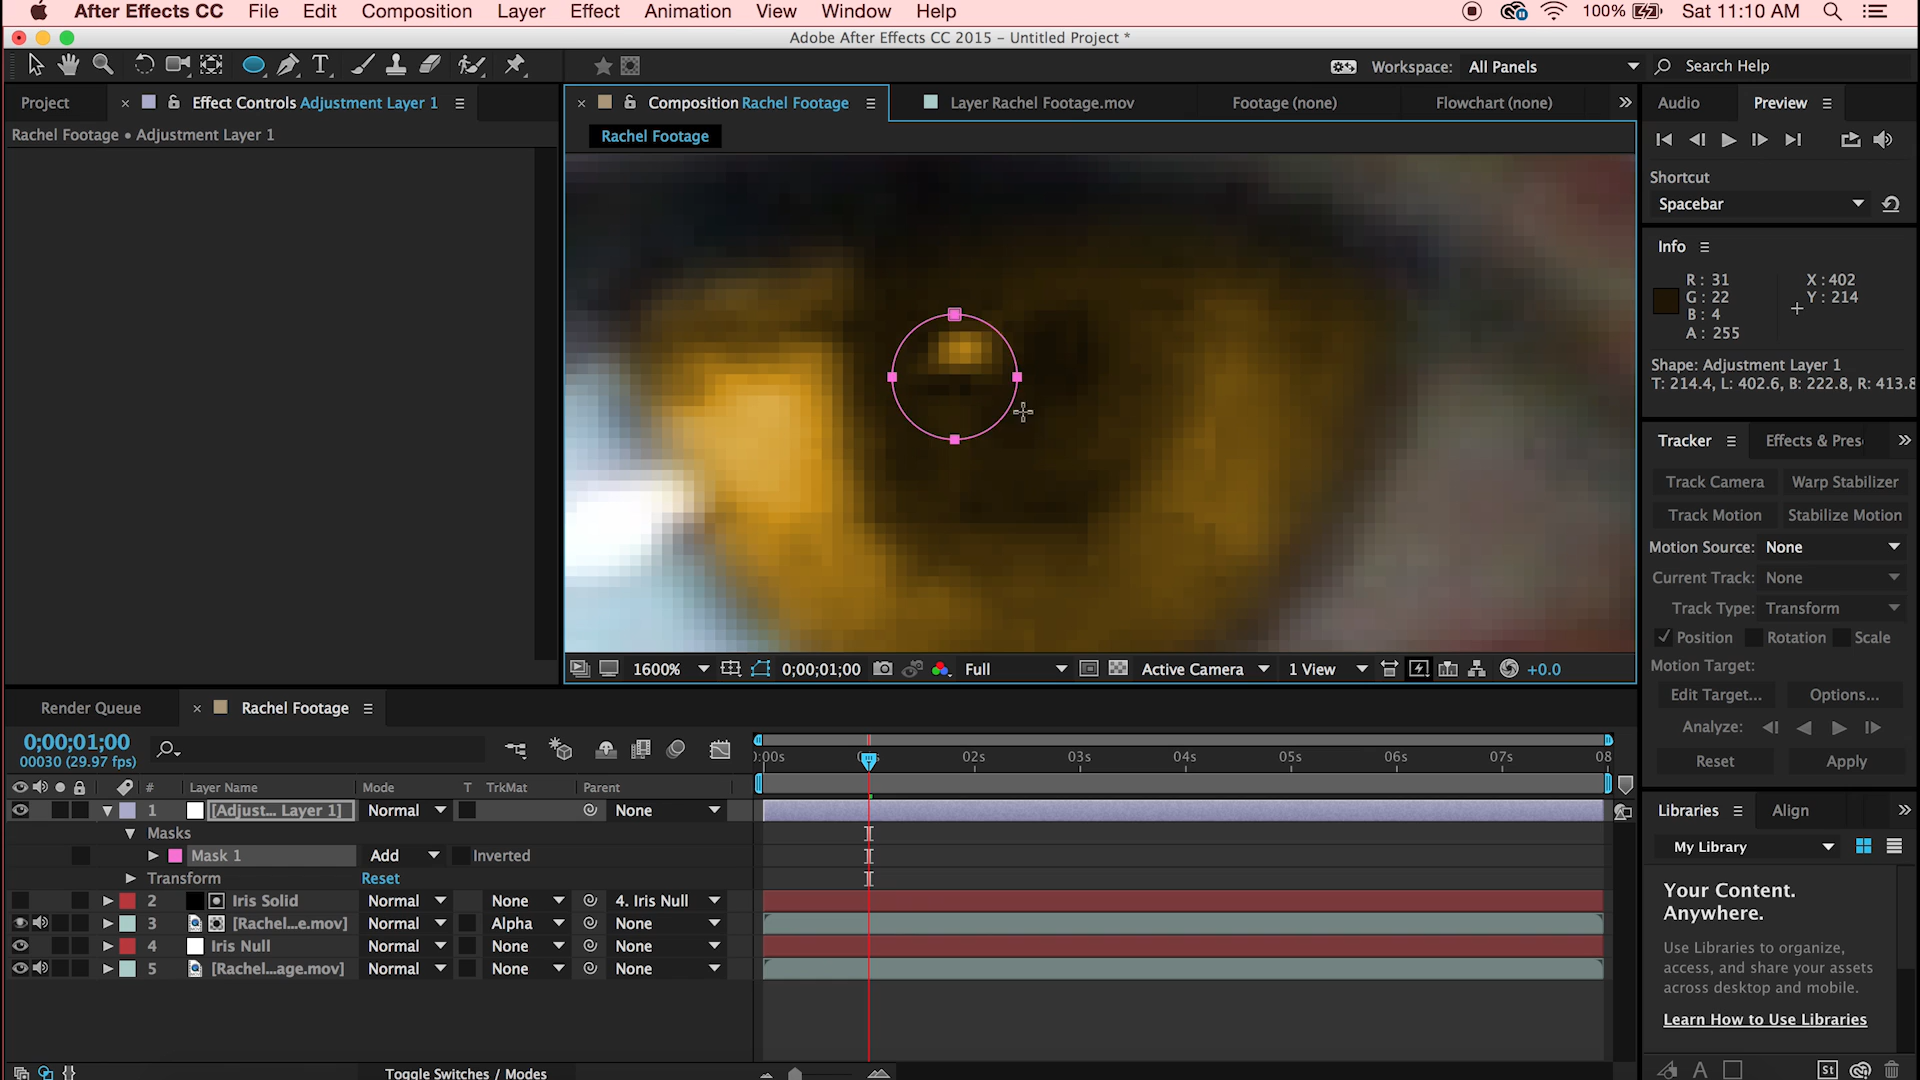 After Effects CC File Edit Composition Layer Effect Animation View Window Help 100% Sat 11:10 AM
Adobe After Effects CC 2015 – Untitled Project *
T Workspace: All Panels Search Help
Project × Effect Controls Adjustment Layer 1 × Composition Rachel Footage Layer Rachel Footage.mov Footage (none) Flowchart (none) » Audio Preview
Rachel Footage • Adjustment Layer 1
Rachel Footage
Shortcut
Spacebar
Info
R : 31 X : 402
G : 22 Y : 214
B : 4
A : 255
Shape: Adjustment Layer 1
T: 214.4, L: 402.6, B: 222.8, R: 413.8
Tracker Effects & Pres »
Track Camera Warp Stabilizer
Track Motion Stabilize Motion
Motion Source: None
Current Track: None
Track Type: Transform
Position Rotation Scale
Motion Target:
Edit Target... Options...
Analyze:
Reset Apply
1600% 0;00;01;00 Full Active Camera 1 View +0.0
Render Queue × Rachel Footage
0;00;01;00
00030 (29.97 fps)
:00s 02s 03s 04s 05s 06s 07s 08
# Layer Name Mode T TrkMat Parent
1 [Adjust... Layer 1] Normal None
Masks
Mask 1 Add Inverted
Transform Reset
2 Iris Solid Normal None 4. Iris Null
3 [Rachel...e.mov] Normal Alpha None
4 Iris Null Normal None None
5 [Rachel...age.mov] Normal None None
Toggle Switches / Modes
Libraries Align »
My Library
Your Content.
Anywhere.
Use Libraries to organize,
access, and share your assets
across desktop and mobile.
Learn How to Use Libraries
St